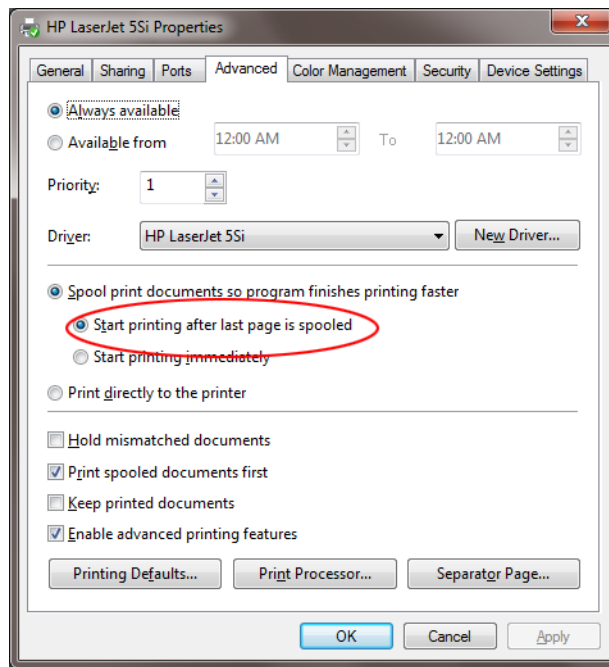 HP LaserJet 5Si Properties
General Sharing Ports Advanced Color Management Security Device Settings
Always available
Available from 12:00 AM To 12:00 AM
Priority: 1
Driver: HP LaserJet 5Si New Driver...
Spool print documents so program finishes printing faster
Start printing after last page is spooled
Start printing immediately
Print directly to the printer
Hold mismatched documents
Print spooled documents first
Keep printed documents
Enable advanced printing features
Printing Defaults... Print Processor... Separator Page...
OK Cancel Apply